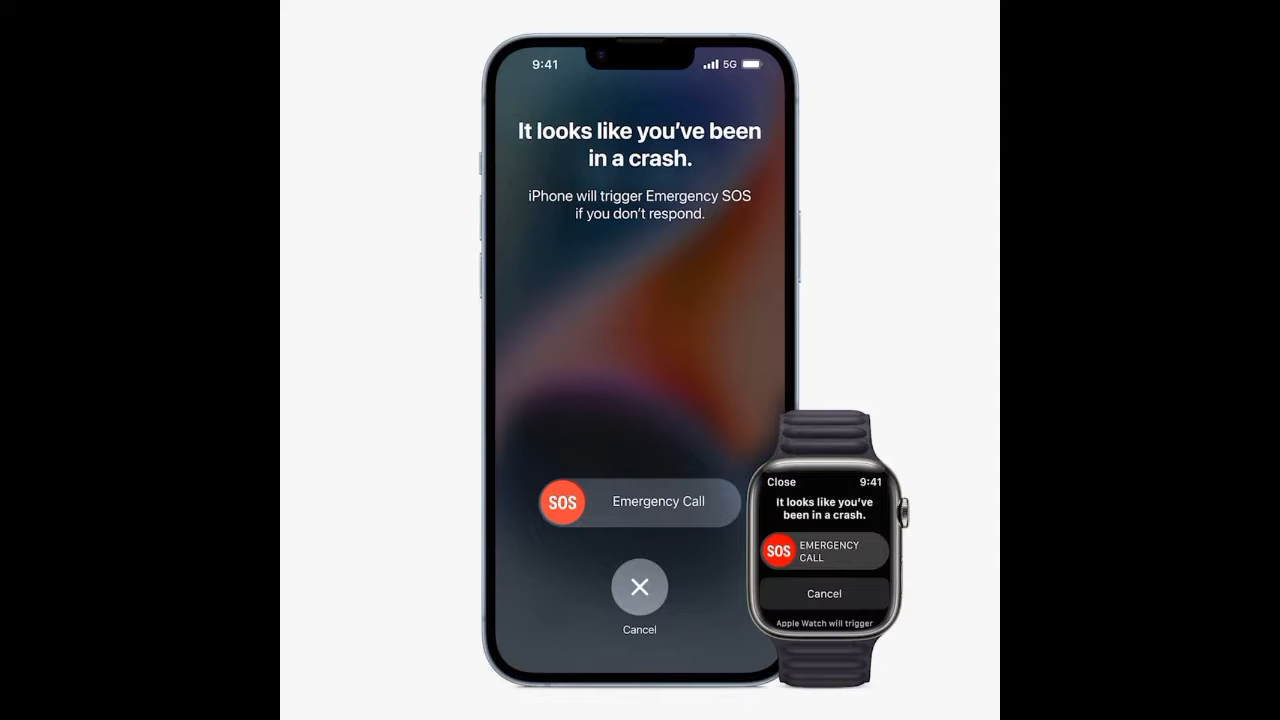 9:41
5G
It looks like you’ve been
in a crash.
iPhone will trigger Emergency SOS
if you don’t respond.
SOS Emergency Call
Cancel
Close 9:41
It looks like you’ve
been in a crash.
SOS EMERGENCY
CALL
Cancel
Apple Watch will trigger